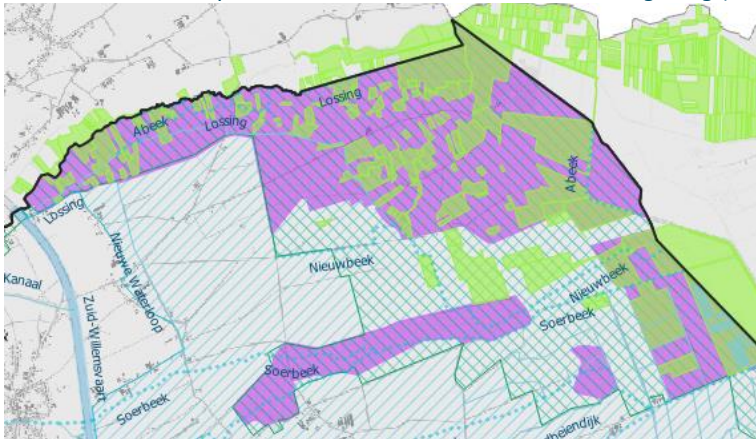 Lossing
Abeek
Lossing
Abeek
Lossing
Nieuwe Waterloop
Nieuwbeek
Nieuwbeek
Kanaal
Zuid-Willemsvaart
Soerbeek
Soerbeek
Soerbeek